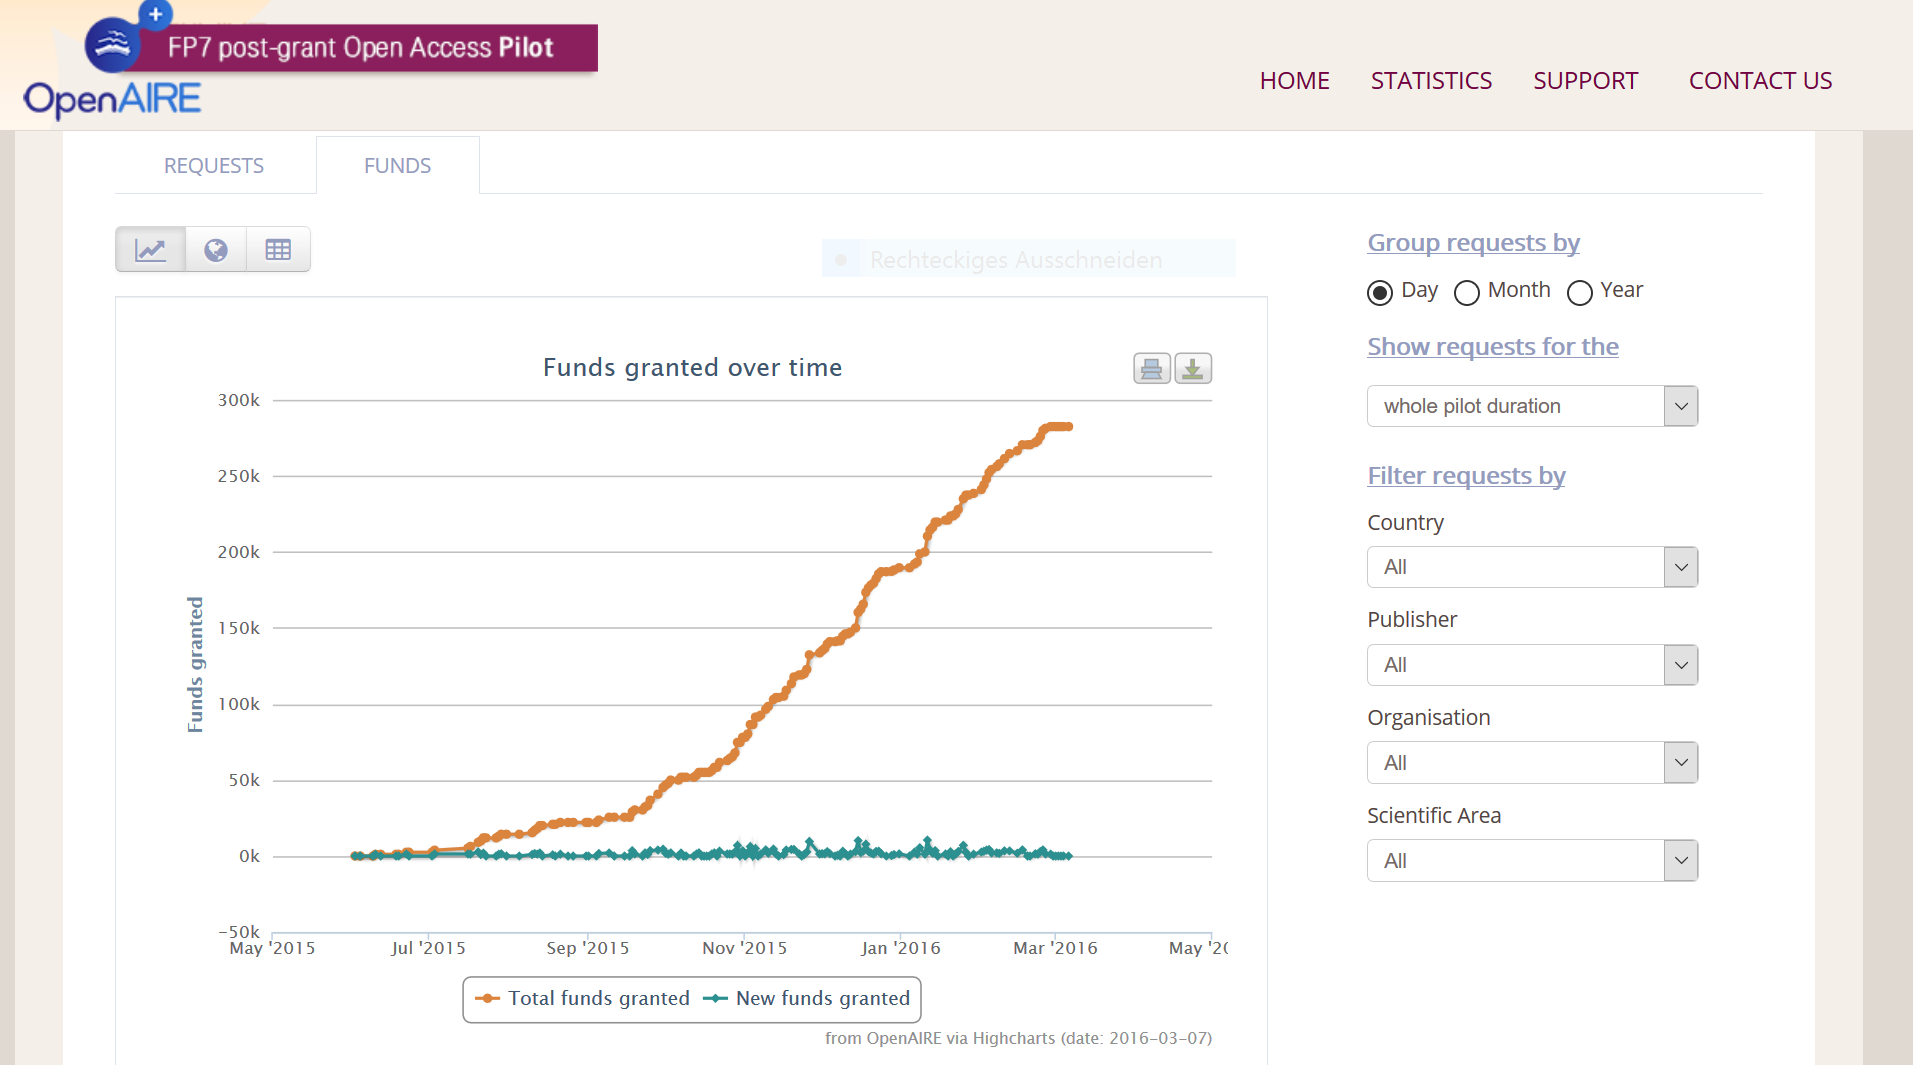 FP7 post-grant Open Access Pilot
OpenAIRE
HOME STATISTICS SUPPORT CONTACT US
REQUESTS FUNDS
Rechteckiges Ausschneiden
Funds granted over time
300k
250k
200k
150k
100k
50k
0k
−50k
Funds granted
May '2015 Jul '2015 Sep '2015 Nov '2015 Jan '2016 Mar '2016 May '20
Total funds granted New funds granted
from OpenAIRE via Highcharts (date: 2016-03-07)
Group requests by
Day Month Year
Show requests for the
whole pilot duration
Filter requests by
Country
All
Publisher
All
Organisation
All
Scientific Area
All